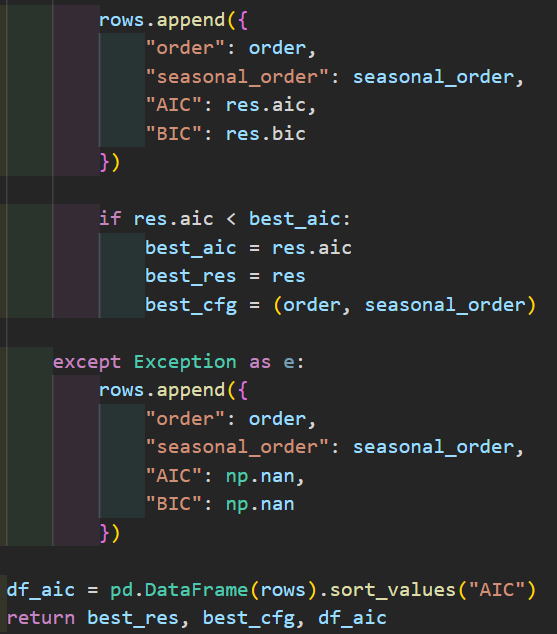 rows.append({
"order": order,
"seasonal_order": seasonal_order,
"AIC": res.aic,
"BIC": res.bic
})
if res.aic < best_aic:
best_aic = res.aic
best_res = res
best_cfg = (order, seasonal_order)
except Exception as e:
rows.append({
"order": order,
"seasonal_order": seasonal_order,
"AIC": np.nan,
"BIC": np.nan
})
df_aic = pd.DataFrame(rows).sort_values("AIC")
return best_res, best_cfg, df_aic